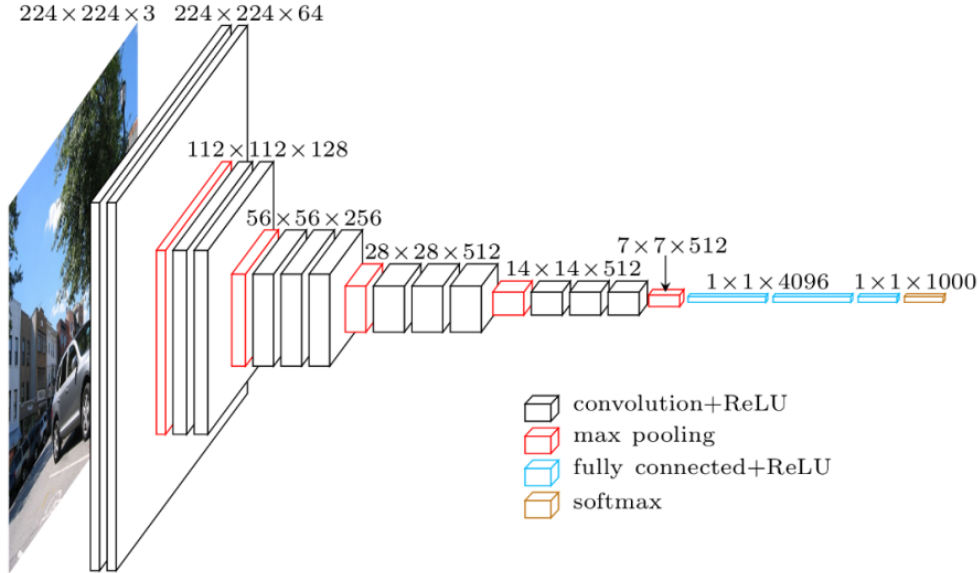 224×224×3
224×224×64
112×112×128
56×56×256
28×28×512
14×14×512
7×7×512
1×1×4096
1×1×1000
convolution+ReLU
max pooling
fully connected+ReLU
softmax